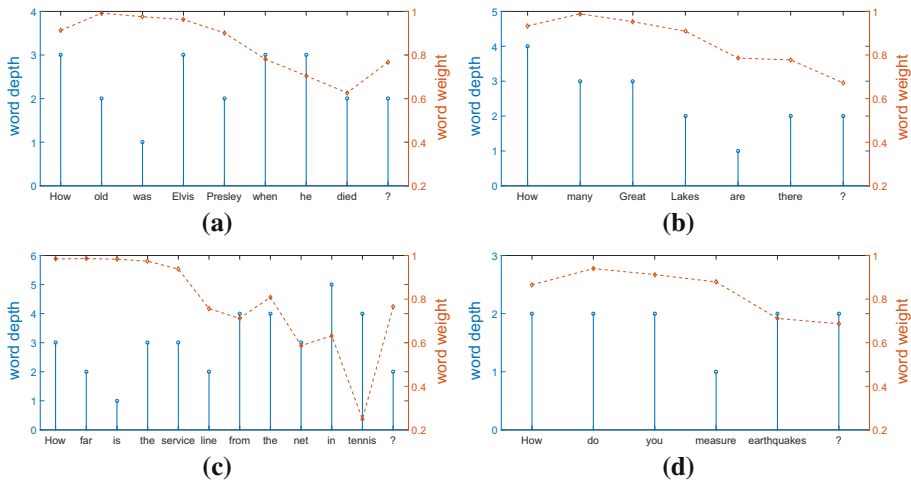 4
3
2
1
0
word depth
1
0.8
0.6
0.4
0.2
word weight
How old was Elvis Presley when he died ?
(a)
5
4
3
2
1
0
word depth
1
0.8
0.6
0.4
0.2
word weight
How many Great Lakes are there ?
(b)
6
5
4
3
2
1
0
word depth
1
0.8
0.6
0.4
0.2
word weight
How far is the service line from the net in tennis ?
(c)
3
2
1
0
word depth
1
0.8
0.6
0.4
0.2
word weight
How do you measure earthquakes ?
(d)